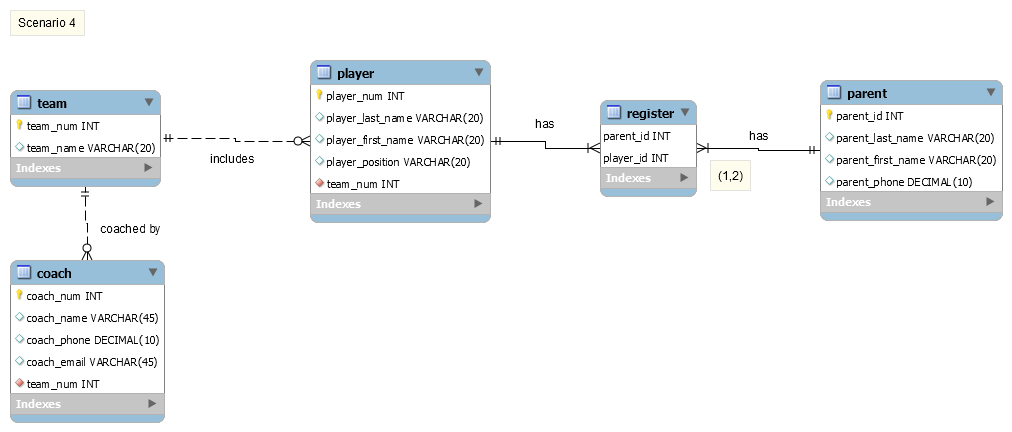 Scenario 4
team
team_num INT
team_name VARCHAR(20)
Indexes
includes
player
player_num INT
player_last_name VARCHAR(20)
player_first_name VARCHAR(20)
player_position VARCHAR(20)
team_num INT
Indexes
has
register
parent_id INT
player_id INT
Indexes
has
(1,2)
parent
parent_id INT
parent_last_name VARCHAR(20)
parent_first_name VARCHAR(20)
parent_phone DECIMAL(10)
Indexes
coached by
coach
coach_num INT
coach_name VARCHAR(45)
coach_phone DECIMAL(10)
coach_email VARCHAR(45)
team_num INT
Indexes